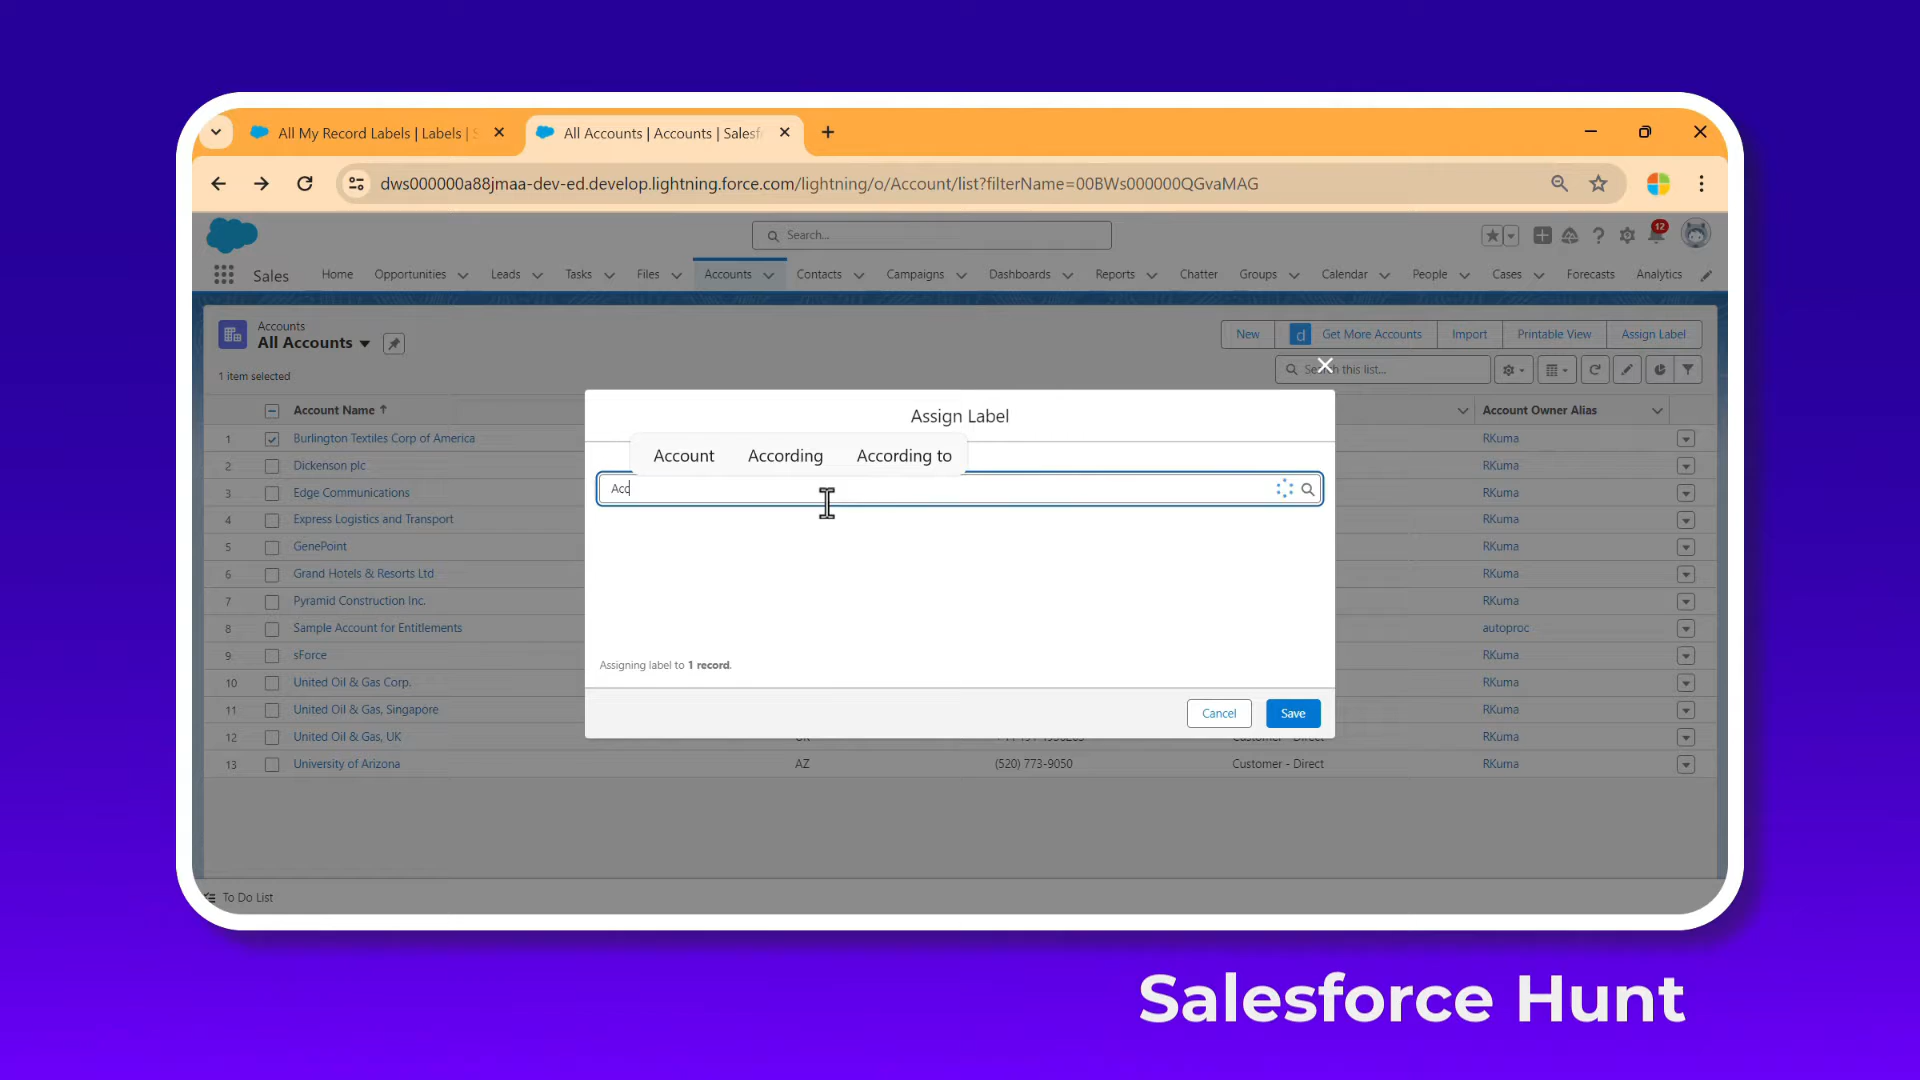 All My Record Labels | Labels | S
All Accounts | Accounts | Salesf
dws000000a88jmaa-dev-ed.develop.lightning.force.com/lightning/o/Account/list?filterName=00BWs000000QGvaMAG
Search...
12
Sales
Home
Opportunities
Leads
Tasks
Files
Accounts
Contacts
Campaigns
Dashboards
Reports
Chatter
Groups
Calendar
People
Cases
Forecasts
Analytics
Accounts
All Accounts
New
Get More Accounts
Import
Printable View
Assign Label
1 item selected
Search this list...
Account Name
Account Owner Alias
1 Burlington Textiles Corp of America RKuma
2 Dickenson plc RKuma
3 Edge Communications RKuma
4 Express Logistics and Transport RKuma
5 GenePoint RKuma
6 Grand Hotels & Resorts Ltd RKuma
7 Pyramid Construction Inc. RKuma
8 Sample Account for Entitlements autoproc
9 sForce RKuma
10 United Oil & Gas Corp. RKuma
11 United Oil & Gas, Singapore RKuma
12 United Oil & Gas, UK Customer - Direct RKuma
13 University of Arizona AZ (520) 773-9050 Customer - Direct RKuma
Assign Label
Account According According to
Acc
Assigning label to 1 record.
Cancel
Save
To Do List
Salesforce Hunt